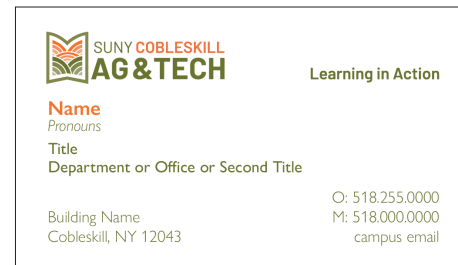 SUNY COBLESKILL
AG & TECH
Learning in Action
Name
Pronouns
Title
Department or Office or Second Title
O: 518.255.0000
Building Name
M: 518.000.0000
Cobleskill, NY 12043
campus email